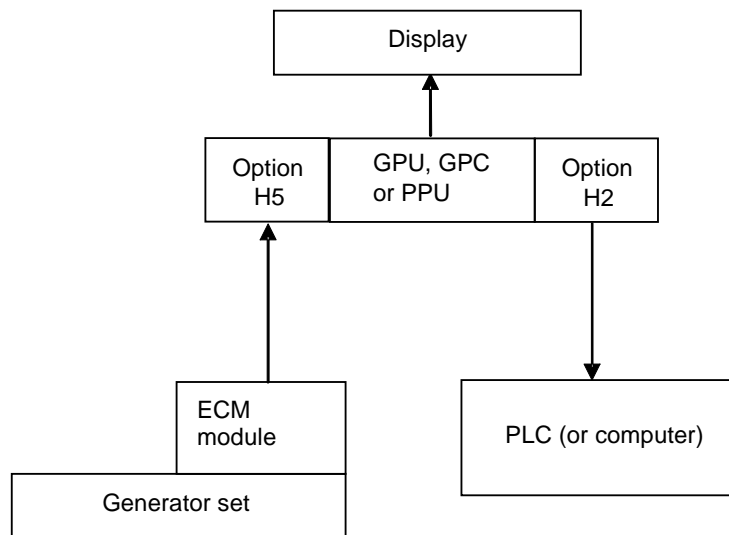 Display
Option
H5
GPU, GPC
or PPU
Option
H2
ECM
module
PLC (or computer)
Generator set